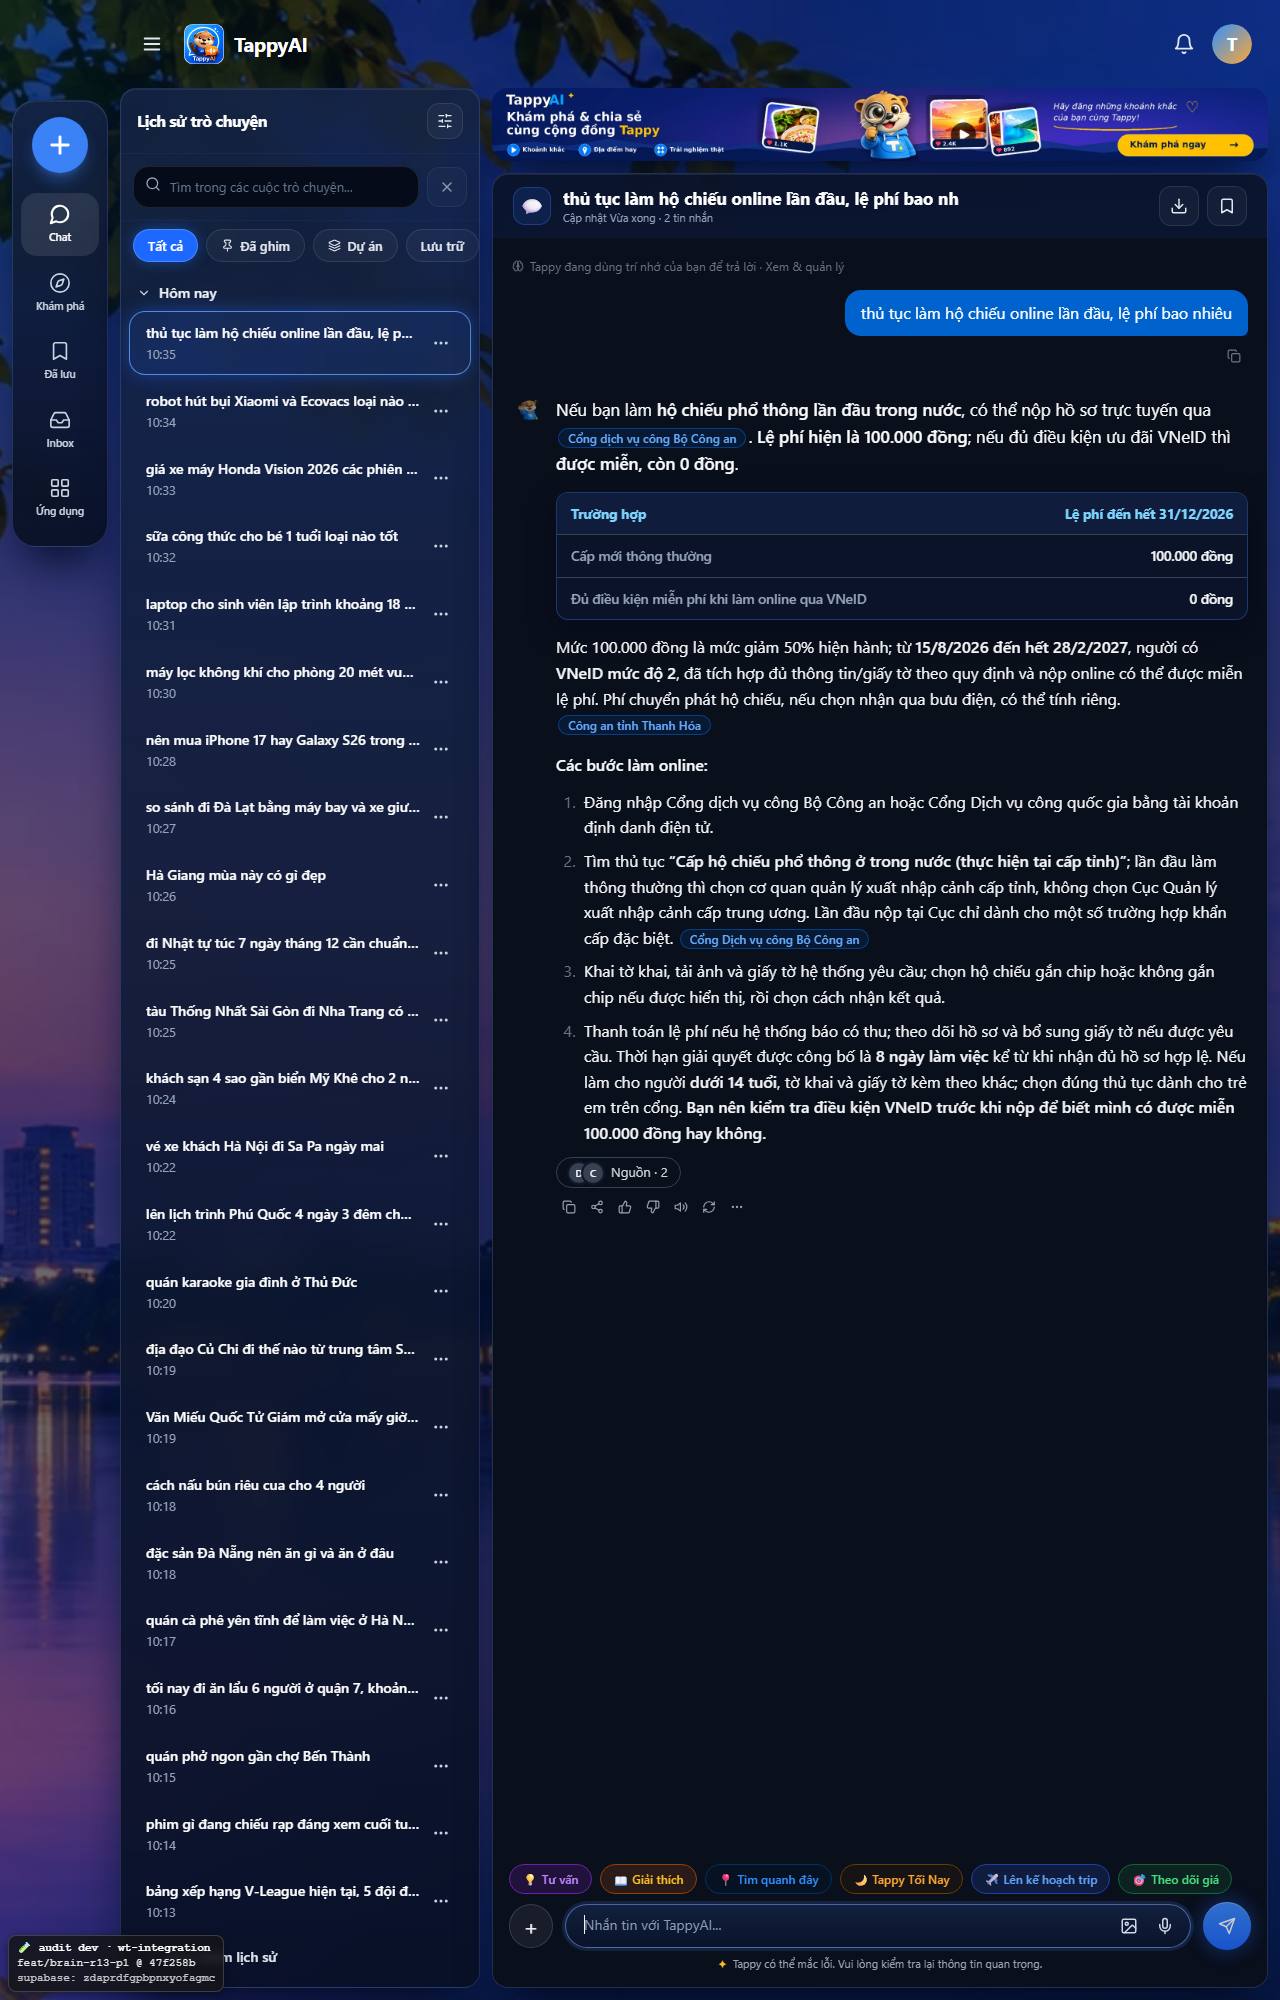 TappyAI
T
Chat
Khám phá
Đã lưu
Inbox
Ứng dụng
Lịch sử trò chuyện
Tìm trong các cuộc trò chuyện...
Tất cả
Đã ghim
Dự án
Lưu trữ
Hôm nay
thủ tục làm hộ chiếu online lần đầu, lệ p...
10:35
robot hút bụi Xiaomi và Ecovacs loại nào ...
10:34
giá xe máy Honda Vision 2026 các phiên ...
10:33
sữa công thức cho bé 1 tuổi loại nào tốt
10:32
laptop cho sinh viên lập trình khoảng 18 ...
10:31
máy lọc không khí cho phòng 20 mét vu...
10:30
nên mua iPhone 17 hay Galaxy S26 trong ...
10:28
so sánh đi Đà Lạt bằng máy bay và xe giư...
10:27
Hà Giang mùa này có gì đẹp
10:26
đi Nhật tự túc 7 ngày tháng 12 cần chuẩn...
10:25
tàu Thống Nhất Sài Gòn đi Nha Trang có ...
10:25
khách sạn 4 sao gần biển Mỹ Khê cho 2 n...
10:24
vé xe khách Hà Nội đi Sa Pa ngày mai
10:22
lên lịch trình Phú Quốc 4 ngày 3 đêm ch...
10:22
quán karaoke gia đình ở Thủ Đức
10:20
địa đạo Củ Chi đi thế nào từ trung tâm S...
10:19
Văn Miếu Quốc Tử Giám mở cửa mấy giờ...
10:19
cách nấu bún riêu cua cho 4 người
10:18
đặc sản Đà Nẵng nên ăn gì và ăn ở đâu
10:18
quán cà phê yên tĩnh để làm việc ở Hà N...
10:17
tối nay đi ăn lẩu 6 người ở quận 7, khoản...
10:16
quán phở ngon gần chợ Bến Thành
10:15
phim gì đang chiếu rạp đáng xem cuối tu...
10:14
bảng xếp hạng V-League hiện tại, 5 đội đ...
10:13
lịch sử
audit dev · wt-integration
feat/brain-r13-p1 @ 47f258b
supabase: zdaprdfgpbpnxyofagmc
TappyAI
Khám phá & chia sẻ
cùng cộng đồng Tappy
Khoảnh khắc
Địa điểm hay
Trải nghiệm thật
1.1K
2.4K
892
Hãy đăng những khoảnh khắc
của bạn cùng Tappy!
Khám phá ngay →
thủ tục làm hộ chiếu online lần đầu, lệ phí bao nh
Cập nhật Vừa xong · 2 tin nhắn
Tappy đang dùng trí nhớ của bạn để trả lời · Xem & quản lý
thủ tục làm hộ chiếu online lần đầu, lệ phí bao nhiêu
Nếu bạn làm hộ chiếu phổ thông lần đầu trong nước, có thể nộp hồ sơ trực tuyến qua
Cổng dịch vụ công Bộ Công an . Lệ phí hiện là 100.000 đồng; nếu đủ điều kiện ưu đãi VNeID thì
được miễn, còn 0 đồng.
Trường hợp Lệ phí đến hết 31/12/2026
Cấp mới thông thường 100.000 đồng
Đủ điều kiện miễn phí khi làm online qua VNeID 0 đồng
Mức 100.000 đồng là mức giảm 50% hiện hành; từ 15/8/2026 đến hết 28/2/2027, người có
VNeID mức độ 2, đã tích hợp đủ thông tin/giấy tờ theo quy định và nộp online có thể được miễn
lệ phí. Phí chuyển phát hộ chiếu, nếu chọn nhận qua bưu điện, có thể tính riêng.
Công an tỉnh Thanh Hóa
Các bước làm online:
1. Đăng nhập Cổng dịch vụ công Bộ Công an hoặc Cổng Dịch vụ công quốc gia bằng tài khoản
định danh điện tử.
2. Tìm thủ tục “Cấp hộ chiếu phổ thông ở trong nước (thực hiện tại cấp tỉnh)”; lần đầu làm
thông thường thì chọn cơ quan quản lý xuất nhập cảnh cấp tỉnh, không chọn Cục Quản lý
xuất nhập cảnh cấp trung ương. Lần đầu nộp tại Cục chỉ dành cho một số trường hợp khẩn
cấp đặc biệt. Cổng Dịch vụ công Bộ Công an
3. Khai tờ khai, tải ảnh và giấy tờ hệ thống yêu cầu; chọn hộ chiếu gắn chip hoặc không gắn
chip nếu được hiển thị, rồi chọn cách nhận kết quả.
4. Thanh toán lệ phí nếu hệ thống báo có thu; theo dõi hồ sơ và bổ sung giấy tờ nếu được yêu
cầu. Thời hạn giải quyết được công bố là 8 ngày làm việc kể từ khi nhận đủ hồ sơ hợp lệ. Nếu
làm cho người dưới 14 tuổi, tờ khai và giấy tờ kèm theo khác; chọn đúng thủ tục dành cho trẻ
em trên cổng. Bạn nên kiểm tra điều kiện VNeID trước khi nộp để biết mình có được miễn
100.000 đồng hay không.
C Nguồn · 2
Tư vấn
Giải thích
Tìm quanh đây
Tappy Tối Nay
Lên kế hoạch trip
Theo dõi giá
Nhắn tin với TappyAI...
Tappy có thể mắc lỗi. Vui lòng kiểm tra lại thông tin quan trọng.